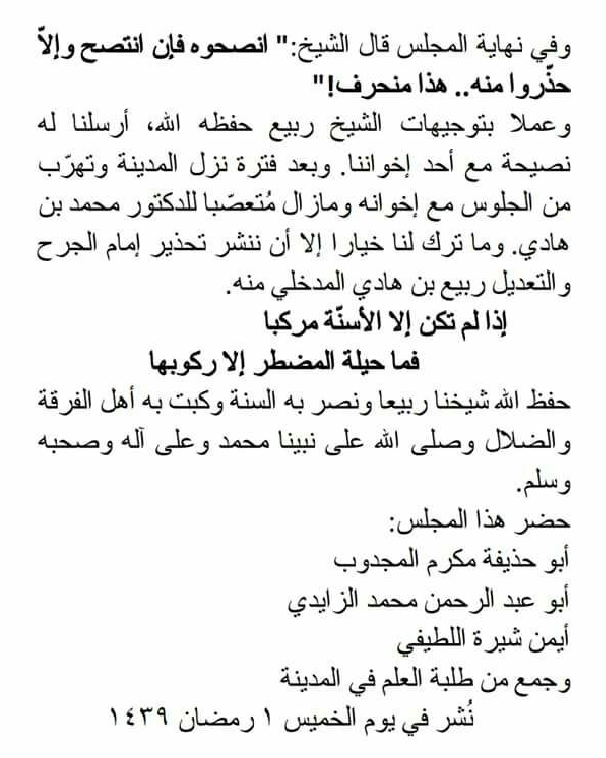 وفي نهاية المجلس قال الشيخ:" انصحوه فإن انتصح وإلاّ
حذّروا منه.. هذا منحرف!"
وعملا بتوجيهات الشيخ ربيع حفظه الله، أرسلنا له
نصيحة مع أحد إخواننا. وبعد فترة نزل المدينة وتهرّب
من الجلوس مع إخوانه ومازال مُتعصّبا للدكتور محمد بن
هادي. وما ترك لنا خيارا إلا أن ننشر تحذير إمام الجرح
والتعديل ربيع بن هادي المدخلي منه.
إذا لم تكن إلا الأسنّة مركبا
فما حيلة المضطر إلا ركوبها
حفظ الله شيخنا ربيعا ونصر به السنة وكبت به أهل الفرقة
والضلال وصلى الله على نبينا محمد وعلى آله وصحبه
وسلم.
حضر هذا المجلس:
أبو حذيفة مكرم المجدوب
أبو عبد الرحمن محمد الزايدي
أيمن شيرة اللطيفي
وجمع من طلبة العلم في المدينة
نُشر في يوم الخميس ١ رمضان ١٤٣٩